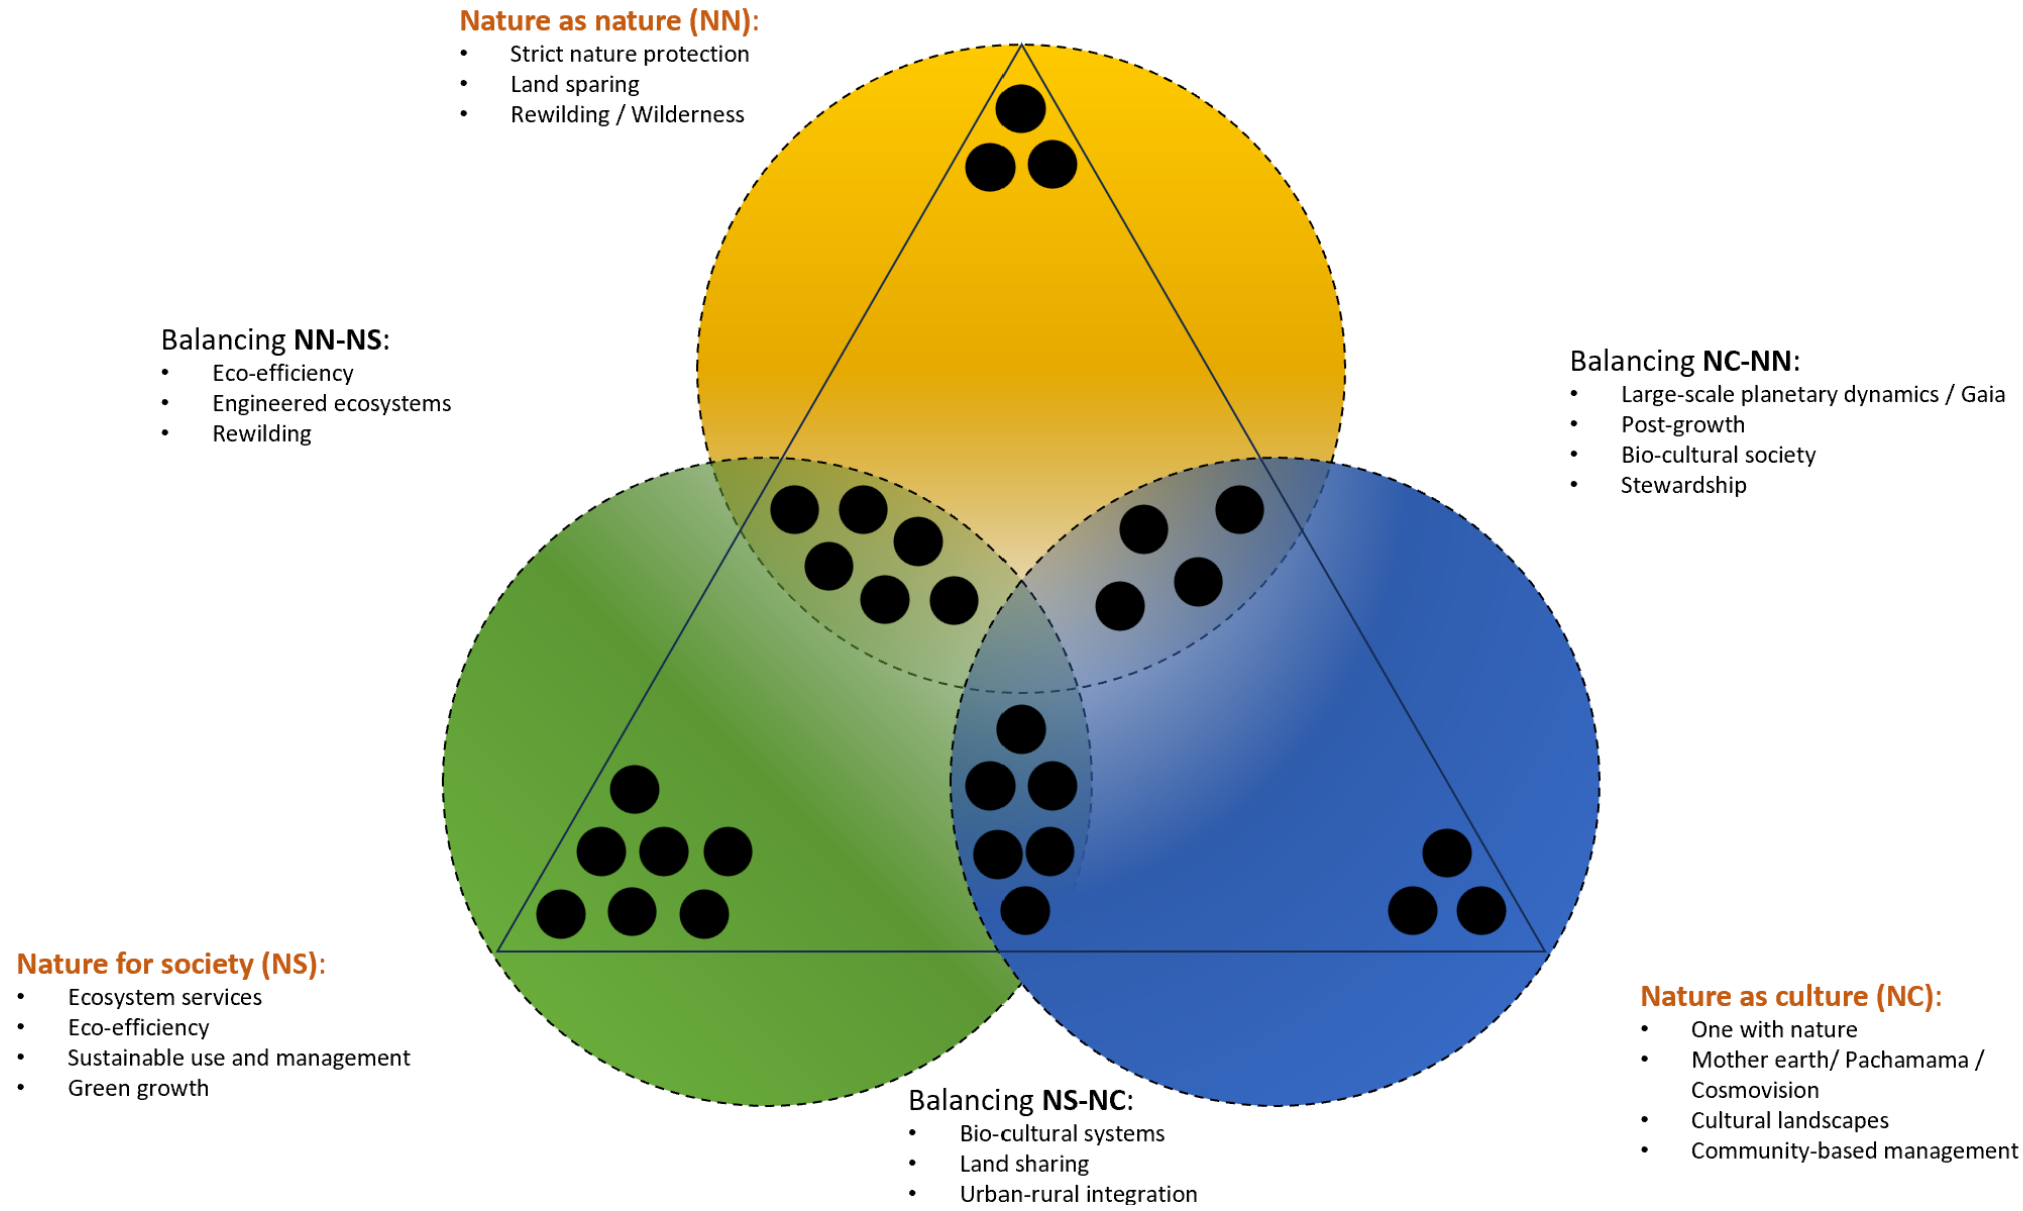 Nature as nature (NN):
• Strict nature protection
• Land sparing
• Rewilding / Wilderness
Balancing NN-NS:
• Eco-efficiency
• Engineered ecosystems
• Rewilding
Balancing NC-NN:
• Large-scale planetary dynamics / Gaia
• Post-growth
• Bio-cultural society
• Stewardship
Nature for society (NS):
• Ecosystem services
• Eco-efficiency
• Sustainable use and management
• Green growth
Nature as culture (NC):
• One with nature
• Mother earth/ Pachamama /
Cosmovision
• Cultural landscapes
• Community-based management
Balancing NS-NC:
• Bio-cultural systems
• Land sharing
• Urban-rural integration